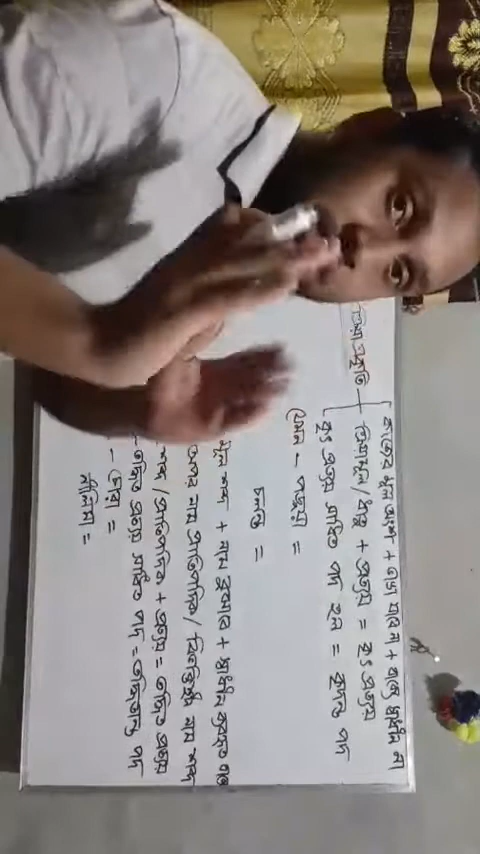 কাজের মূল অংশ + ভাঙা যাবে না + বাক্যে স্বাধীন না
ক্রিয়া প্রকৃতি - ক্রিয়ামূল / ধাতু + প্রত্যয় = কৃৎ প্রত্যয়
কৃৎ প্রত্যয় সাধিত পদ হলে = কৃদন্ত পদ
যেমন - পড়ুয়া =
চলন্ত =
মূল শব্দ + নাম বুঝাবে + স্বাধীন
নাম প্রাতিপদিক / বিভক্তিহীন নাম শব্দ
শব্দ / প্রাতিপদিক + প্রত্যয় = তদ্ধিত প্রত্যয়
তদ্ধিত প্রত্যয় সাধিত পদ = তদ্ধিতান্ত পদ
=
নীলিমা =